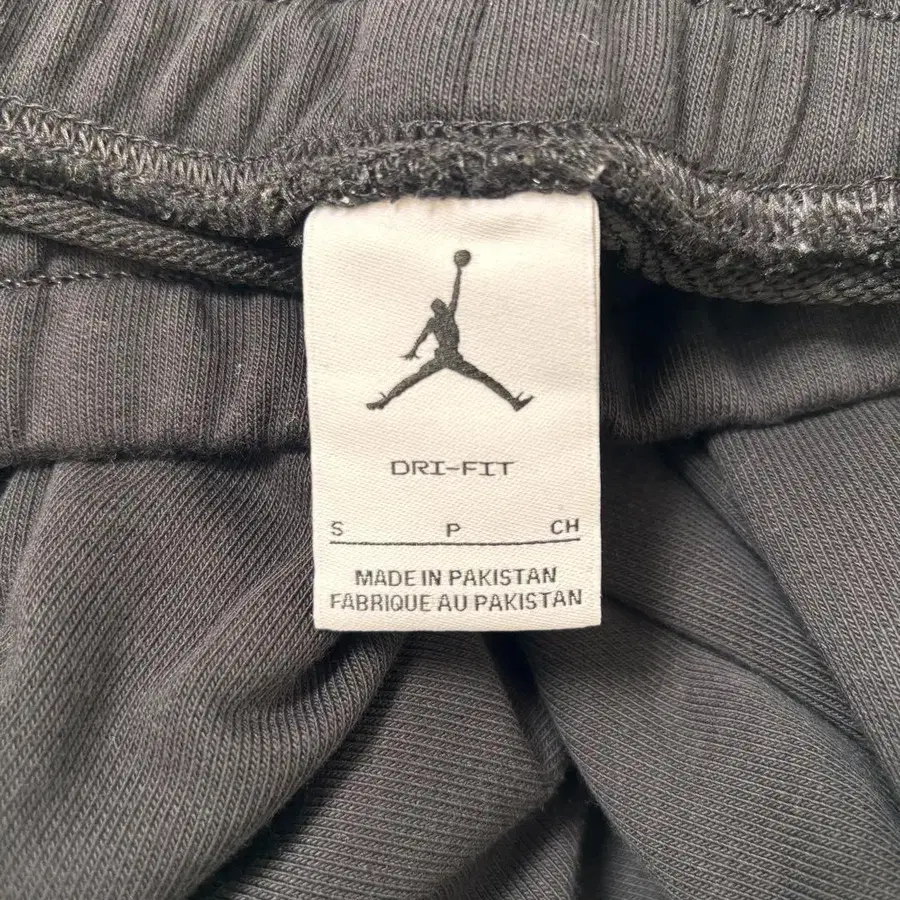 DRI-FIT
S P CH
MADE IN PAKISTAN
FABRIQUE AU PAKISTAN